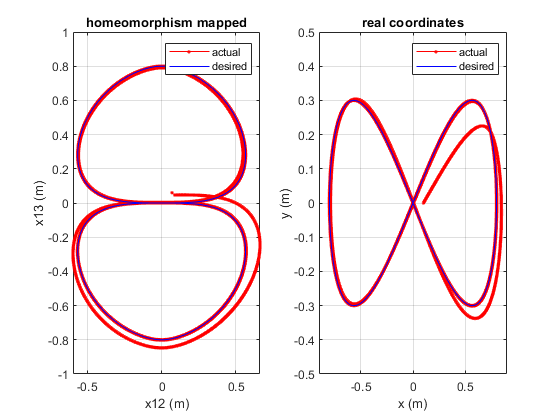 homeomorphism mapped
actual
desired
1
0.8
0.6
0.4
0.2
0
-0.2
-0.4
-0.6
-0.8
-1
x13 (m)
-0.5 0 0.5
x12 (m)
real coordinates
actual
desired
0.5
0.4
0.3
0.2
0.1
0
-0.1
-0.2
-0.3
-0.4
-0.5
y (m)
-0.5 0 0.5
x (m)